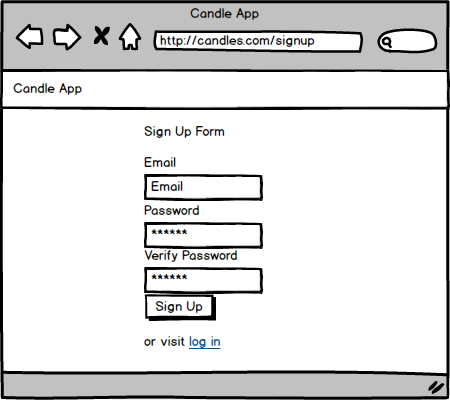 Candle App
http://candles.com/signup
Candle App
Sign Up Form
Email
Email
Password
******
Verify Password
******
Sign Up
or visit log in